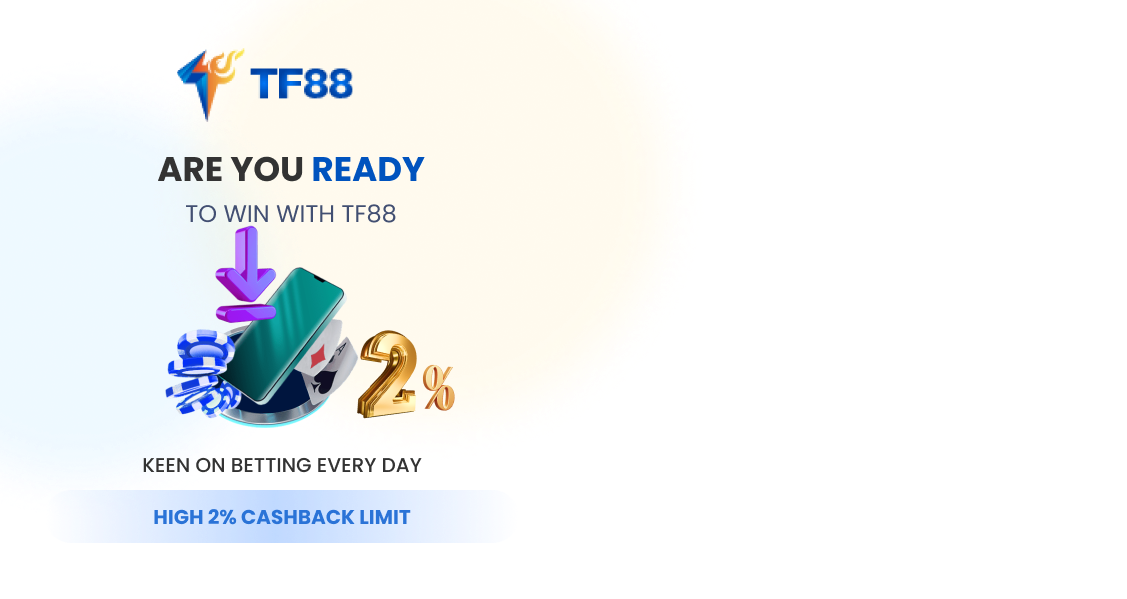 TF88
ARE YOU READY
TO WIN WITH TF88
2%
KEEN ON BETTING EVERY DAY
HIGH 2% CASHBACK LIMIT